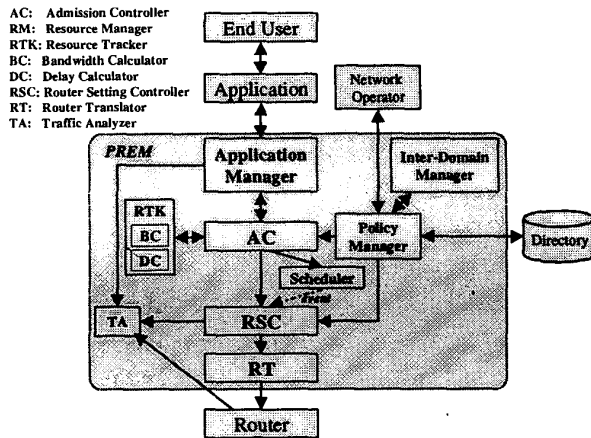 AC: Admission Controller
RM: Resource Manager
RTK: Resource Tracker
BC: Bandwidth Calculator
DC: Delay Calculator
RSC: Router Setting Controller
RT: Router Translator
TA: Traffic Analyzer
End User
Application
Network
Operator
PREM
Application
Manager
Inter-Domain
Manager
RTK
BC
DC
AC
Policy
Manager
Directory
Scheduler
Event
TA
RSC
RT
Router